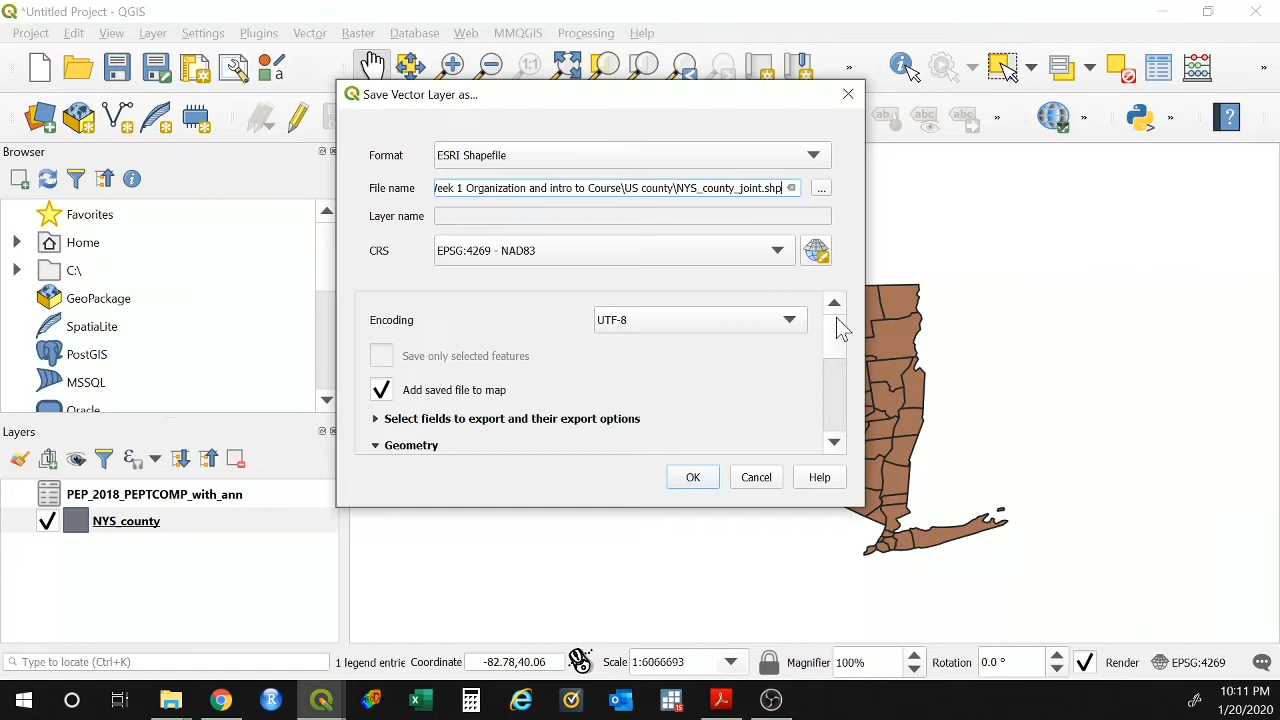 *Untitled Project - QGIS
Project Edit View Layer Settings Plugins Vector Raster Database Web MMQGIS Processing Help
Save Vector Layer as...
Format ESRI Shapefile
File name Week 1 Organization and intro to Course\US county\NYS_county_joint.shp ...
Layer name
CRS EPSG:4269 - NAD83
Encoding UTF-8
Save only selected features
Add saved file to map
Select fields to export and their export options
Geometry
OK Cancel Help
Browser
Favorites
Home
C:\
GeoPackage
SpatiaLite
PostGIS
MSSQL
Oracle
Layers
PEP_2018_PEPTCOMP_with_ann
NYS_county
Type to locate (Ctrl+K) 1 legend entrie Coordinate -82.78,40.06 Scale 1:6066693 Magnifier 100% Rotation 0.0 ° Render EPSG:4269
10:11 PM
1/20/2020